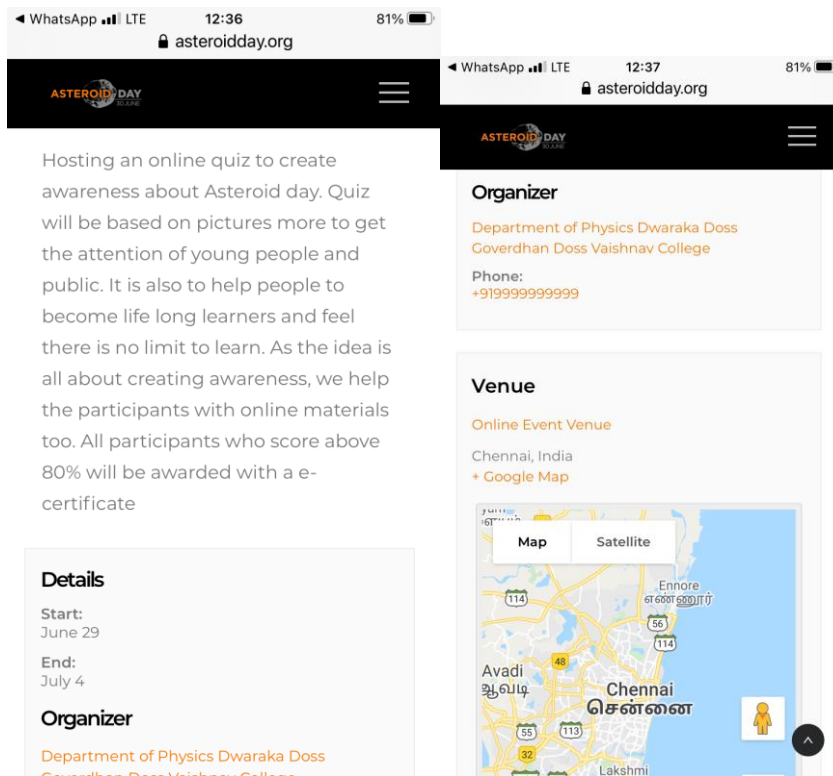 ◄ WhatsApp LTE 12:36 81%
asteroidday.org
ASTEROID DAY
30 JUNE
Hosting an online quiz to create
awareness about Asteroid day. Quiz
will be based on pictures more to get
the attention of young people and
public. It is also to help people to
become life long learners and feel
there is no limit to learn. As the idea is
all about creating awareness, we help
the participants with online materials
too. All participants who score above
80% will be awarded with a e-
certificate
Details
Start:
June 29
End:
July 4
Organizer
Department of Physics Dwaraka Doss
Goverdhan Doss Vaishnav College
◄ WhatsApp LTE 12:37 81%
asteroidday.org
ASTEROID DAY
30 JUNE
Organizer
Department of Physics Dwaraka Doss
Goverdhan Doss Vaishnav College
Phone:
+919999999999
Venue
Online Event Venue
Chennai, India
+ Google Map
Map Satellite
Ennore
எண்ணூர்
114
56
114
Avadi
ஆவடி
48
Chennai
சென்னை
55
113
32
Lakshmi